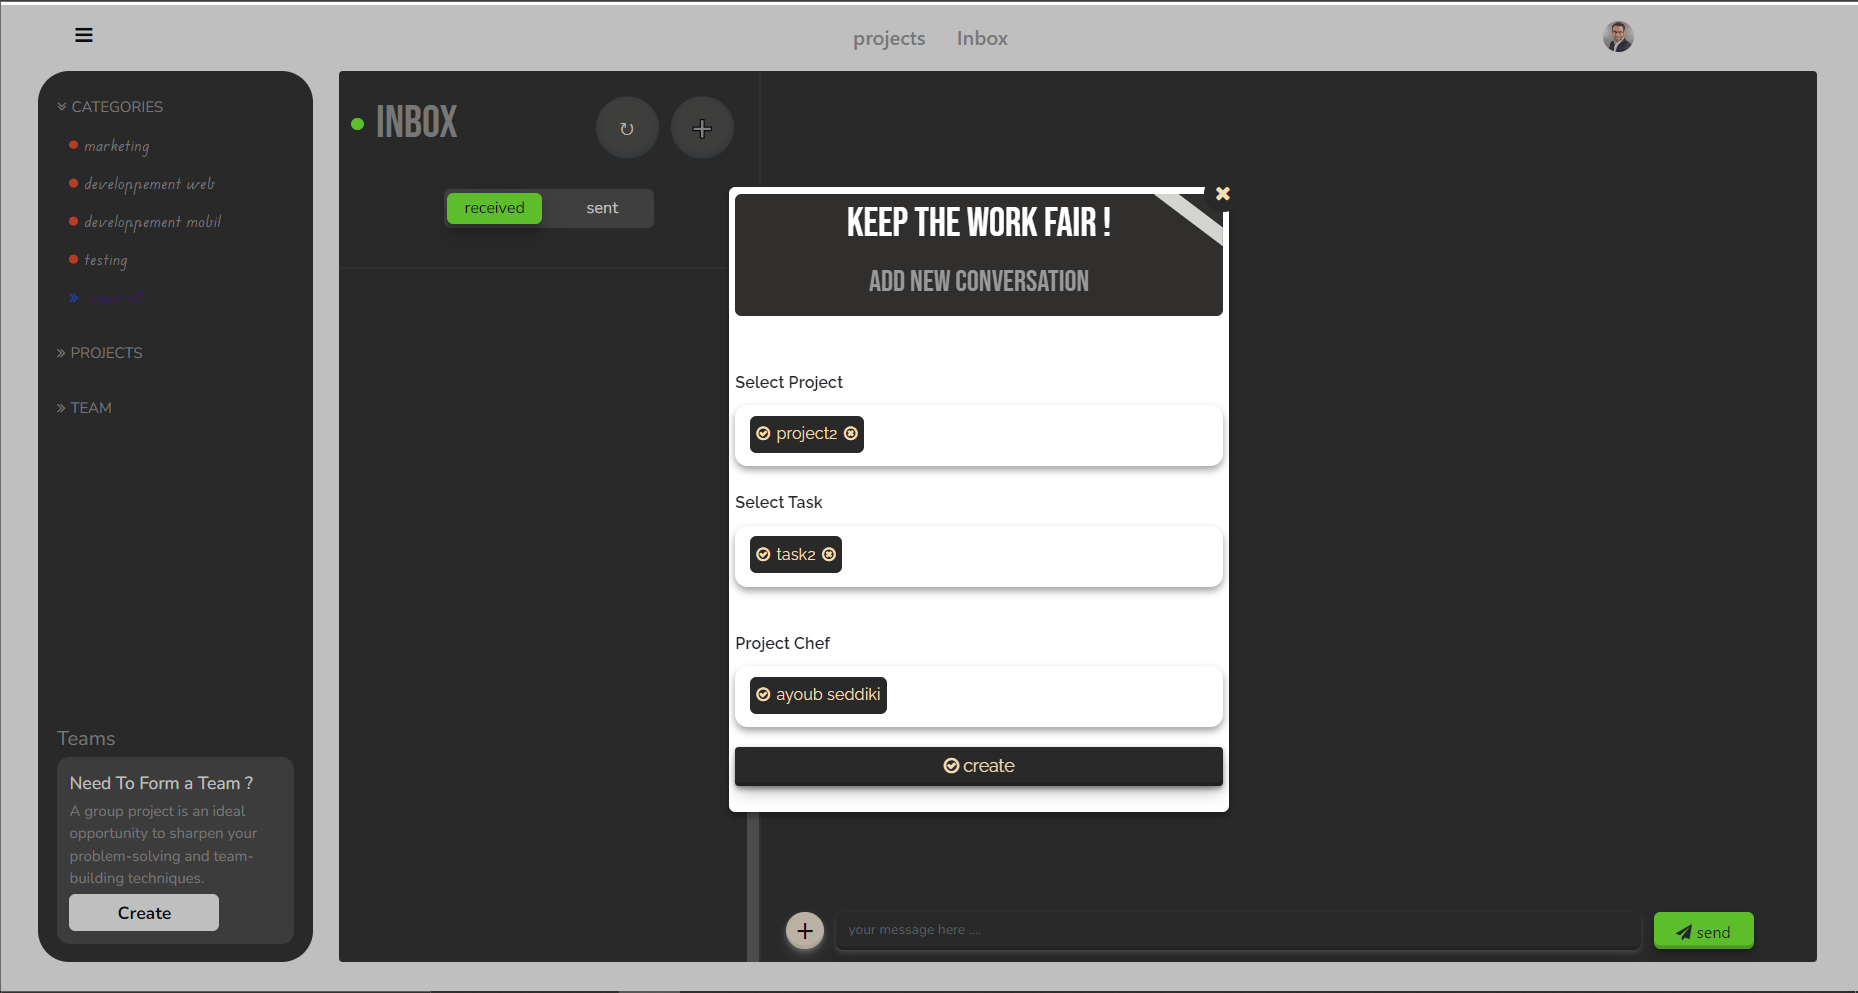 projects Inbox
CATEGORIES
marketing
developpement web
developpement mobil
testing
PROJECTS
TEAM
Teams
Need To Form a Team ?
A group project is an ideal
opportunity to sharpen your
problem-solving and team-
building techniques.
Create
INBOX
↻
received sent
KEEP THE WORK FAIR !
ADD NEW CONVERSATION
Select Project
project2
Select Task
task2
Project Chef
ayoub seddiki
create
your message here ....
send